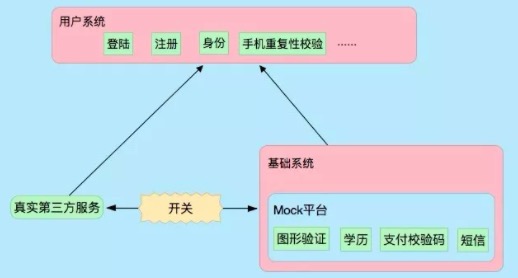 用户系统
登陆 注册 身份 手机重复性校验 ......
基础系统
真实第三方服务 开关
Mock平台
图形验证 学历 支付校验码 短信